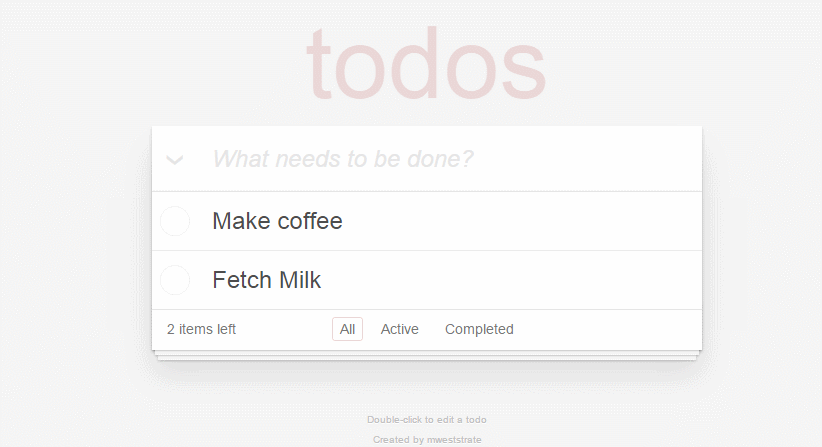 todos
What needs to be done?
Make coffee
Fetch Milk
2 items left All Active Completed
Double-click to edit a todo
Created by mweststrate